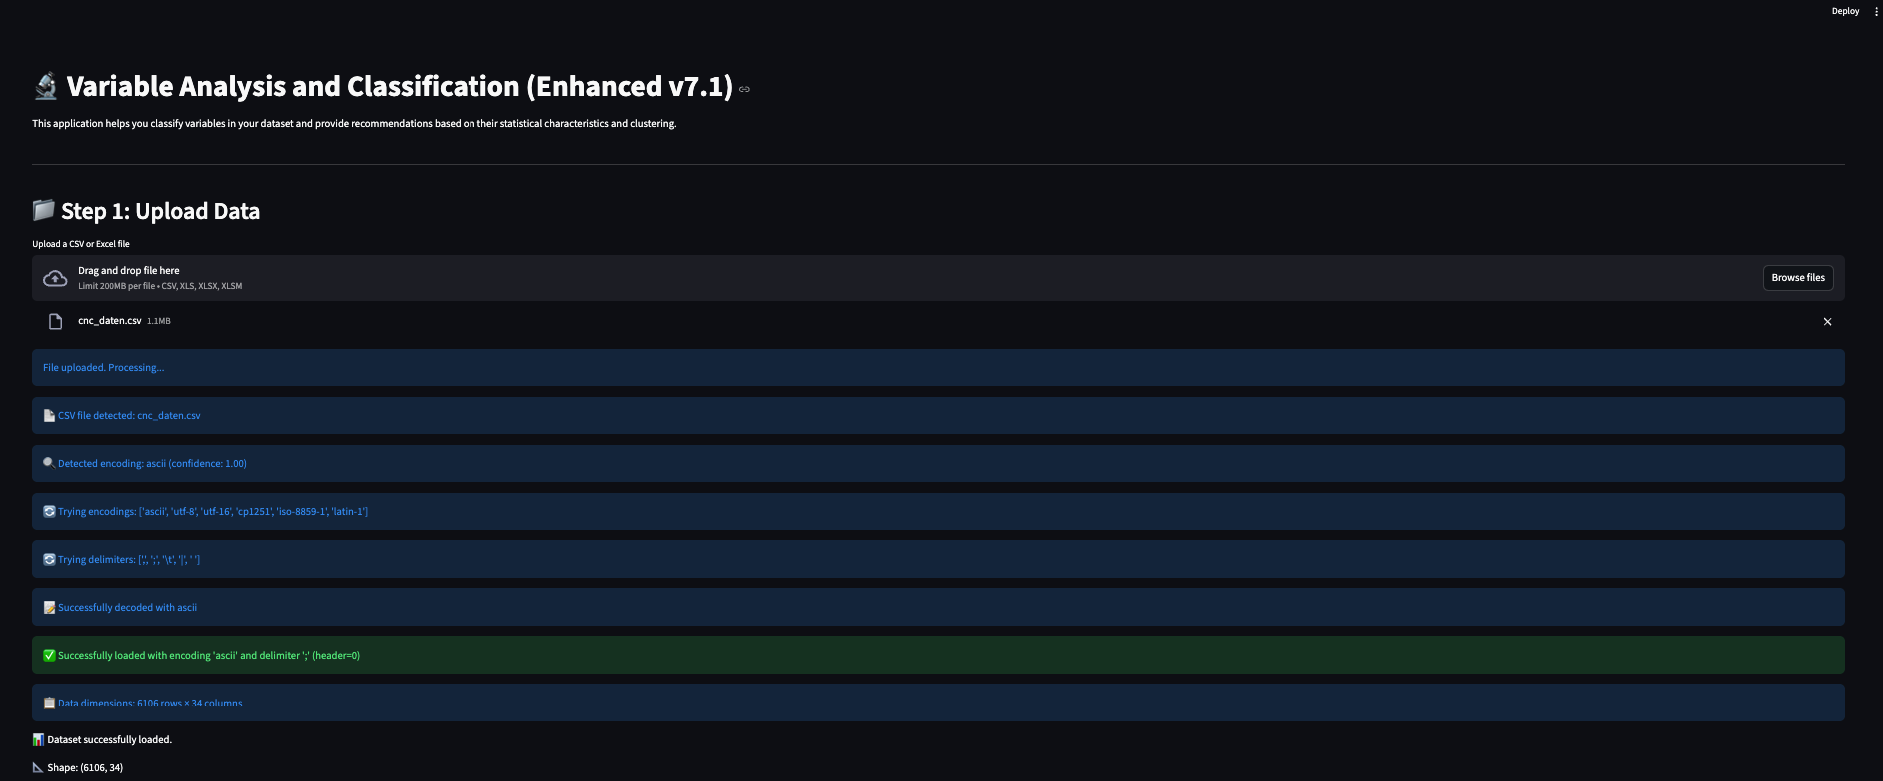 Deploy
Variable Analysis and Classification (Enhanced v7.1)
This application helps you classify variables in your dataset and provide recommendations based on their statistical characteristics and clustering.
Step 1: Upload Data
Upload a CSV or Excel file
Drag and drop file here
Limit 200MB per file • CSV, XLS, XLSX, XLSM
Browse files
cnc_daten.csv 1.1MB
File uploaded. Processing...
CSV file detected: cnc_daten.csv
Detected encoding: ascii (confidence: 1.00)
Trying encodings: ['ascii', 'utf-8', 'utf-16', 'cp1251', 'iso-8859-1', 'latin-1']
Trying delimiters: [',', ';', '\t', '|', ' ']
Successfully decoded with ascii
Successfully loaded with encoding 'ascii' and delimiter ';' (header=0)
Data dimensions: 6106 rows × 34 columns
Dataset successfully loaded.
Shape: (6106, 34)